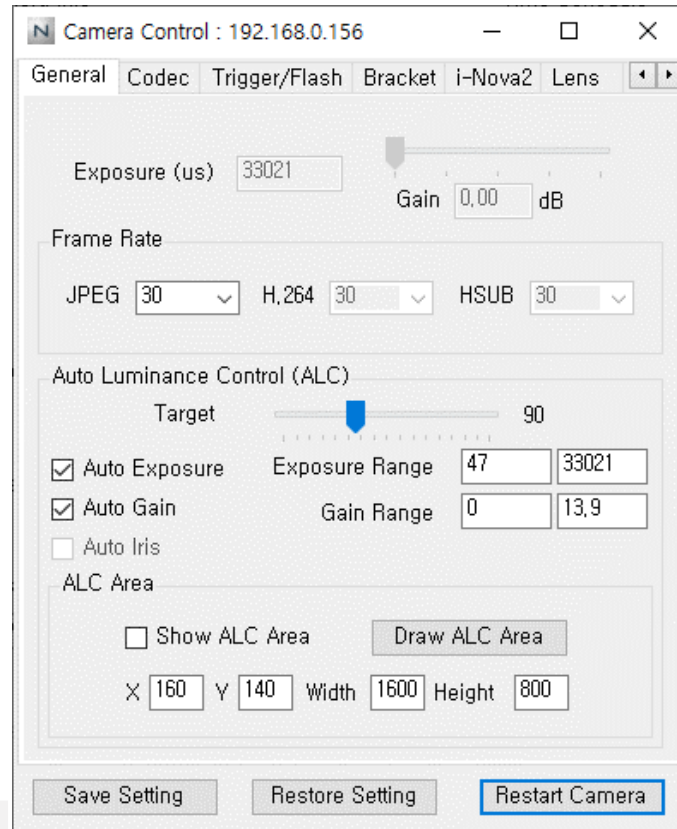 N Camera Control : 192.168.0.156
General Codec Trigger/Flash Bracket i-Nova2 Lens
Exposure (us) 33021
Gain 0,00 dB
Frame Rate
JPEG 30 H,264 30 HSUB 30
Auto Luminance Control (ALC)
Target 90
Auto Exposure Exposure Range 47 33021
Auto Gain Gain Range 0 13,9
Auto Iris
ALC Area
Show ALC Area Draw ALC Area
X 160 Y 140 Width 1600 Height 800
Save Setting Restore Setting Restart Camera